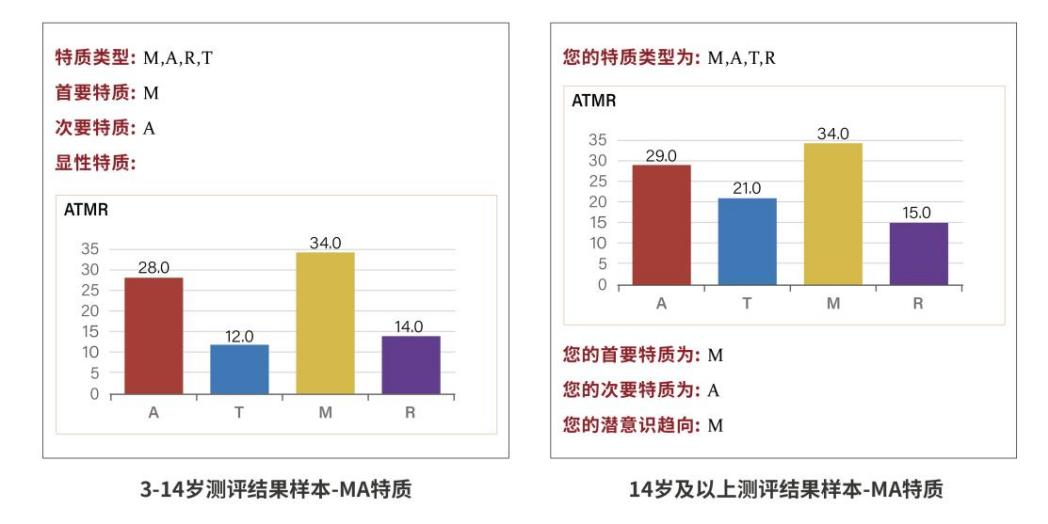 特质类型: M,A,R,T
首要特质: M
次要特质: A
显性特质:
ATMR
35
30
25
20
15
10
5
0
28.0
12.0
34.0
14.0
A T M R
3-14岁测评结果样本-MA特质
您的特质类型为: M,A,T,R
ATMR
35
30
25
20
15
10
5
0
29.0
21.0
34.0
15.0
A T M R
您的首要特质为: M
您的次要特质为: A
您的潜意识趋向: M
14岁及以上测评结果样本-MA特质